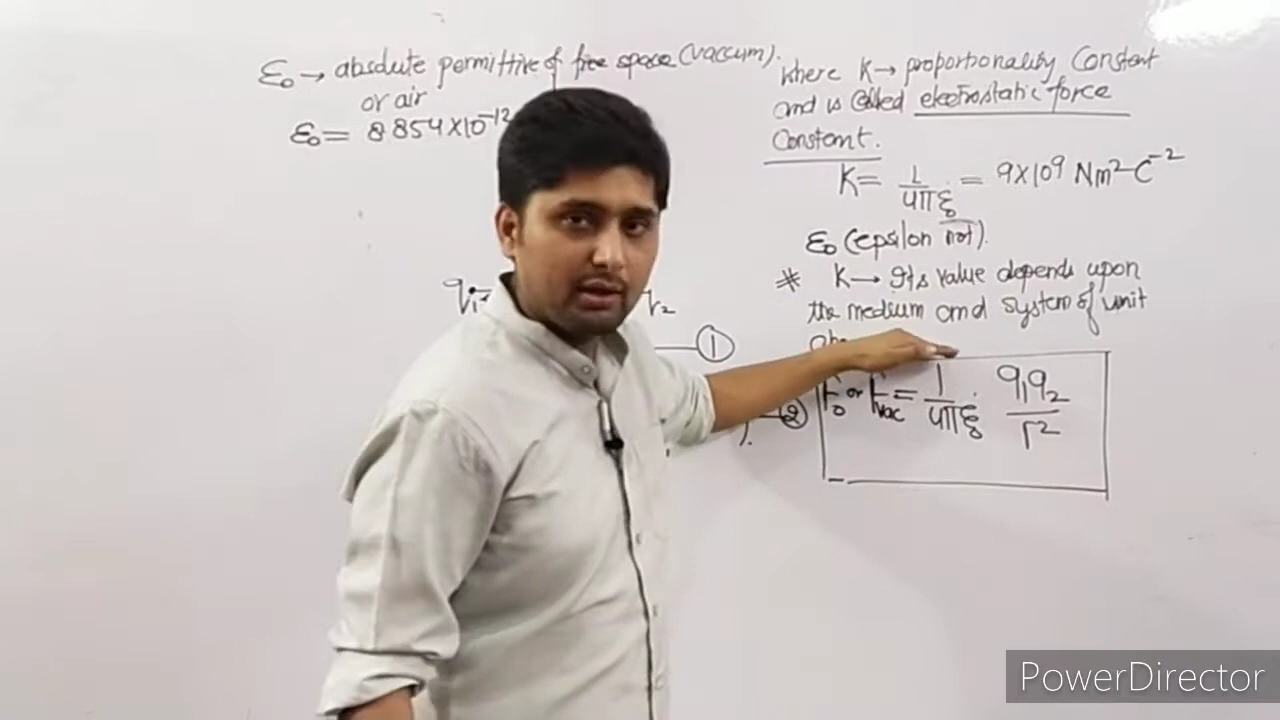 ε₀ → absolute permittive of free space (vaccum).
or air
ε₀ = 8.854×10⁻¹²
q₁
r₂
①
②
where K → proportionality Constant
and is called electrostatic force
Constant.
K = 1/4πε₀ = 9×10⁹ Nm² C⁻²
ε₀ (epsilon not).
* K → Its value depends upon
the medium and system of unit
F₀ or Fvac = 1/4πε₀ q₁q₂/r²
PowerDirector